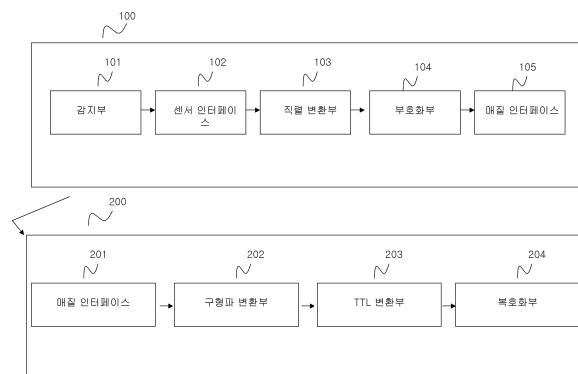 100
101
102
103
104
105
감지부
센서 인터페이
스
직렬 변환부
부호화부
매질 인터페이스
200
201
202
203
204
매질 인터페이스
구형파 변환부
TTL 변환부
복호화부